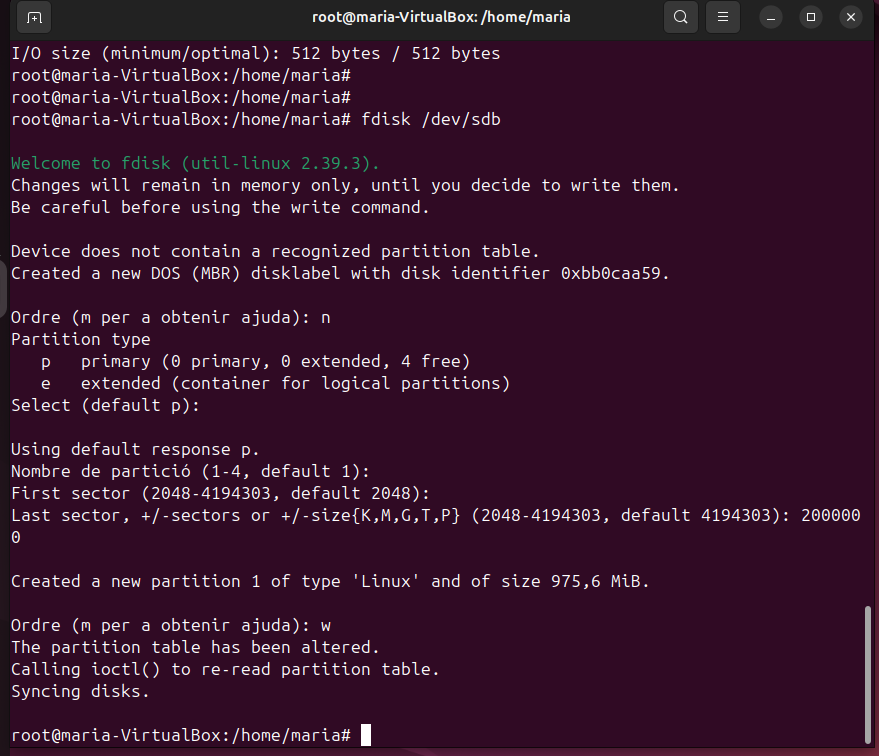 root@maria-VirtualBox: /home/maria
I/O size (minimum/optimal): 512 bytes / 512 bytes
root@maria-VirtualBox:/home/maria#
root@maria-VirtualBox:/home/maria#
root@maria-VirtualBox:/home/maria# fdisk /dev/sdb
Welcome to fdisk (util-linux 2.39.3).
Changes will remain in memory only, until you decide to write them.
Be careful before using the write command.
Device does not contain a recognized partition table.
Created a new DOS (MBR) disklabel with disk identifier 0xbb0caa59.
Ordre (m per a obtenir ajuda): n
Partition type
   p   primary (0 primary, 0 extended, 4 free)
   e   extended (container for logical partitions)
Select (default p):
Using default response p.
Nombre de partició (1-4, default 1):
First sector (2048-4194303, default 2048):
Last sector, +/-sectors or +/-size{K,M,G,T,P} (2048-4194303, default 4194303): 200000
0
Created a new partition 1 of type 'Linux' and of size 975,6 MiB.
Ordre (m per a obtenir ajuda): w
The partition table has been altered.
Calling ioctl() to re-read partition table.
Syncing disks.
root@maria-VirtualBox:/home/maria#